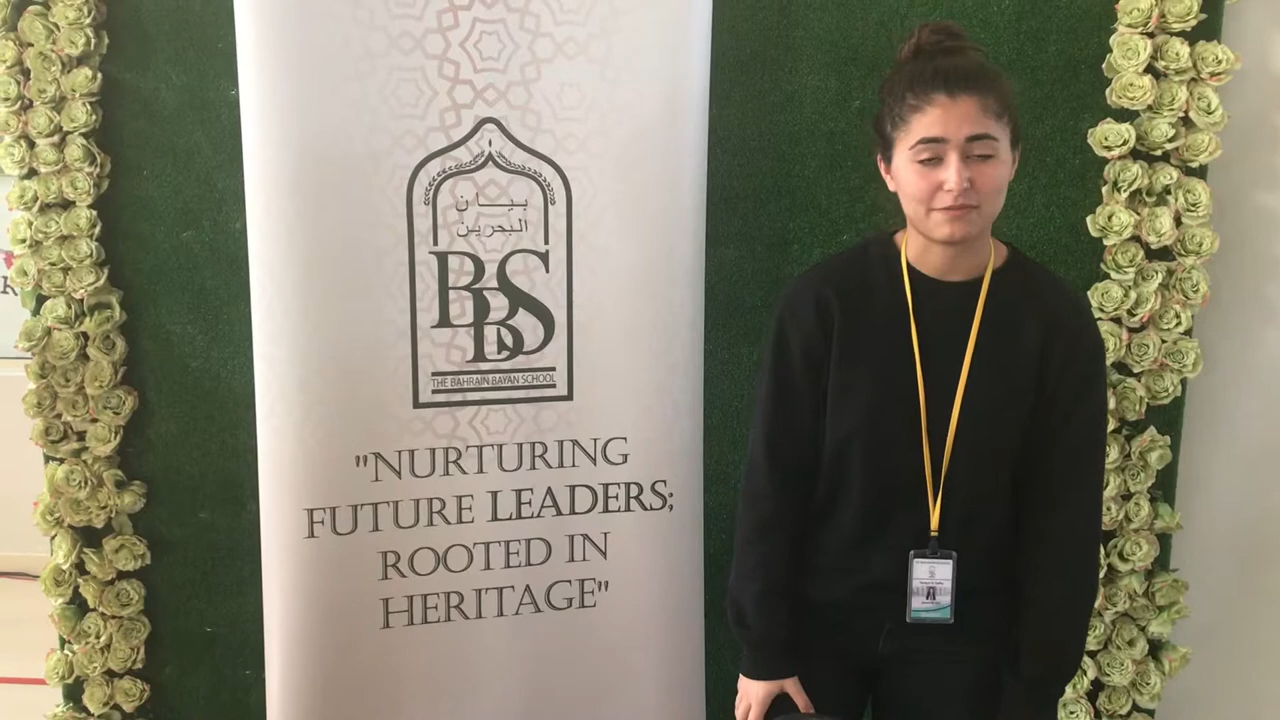 بيان
البحرين
BBS
THE BAHRAIN BAYAN SCHOOL
"NURTURING
FUTURE LEADERS;
ROOTED IN
HERITAGE"